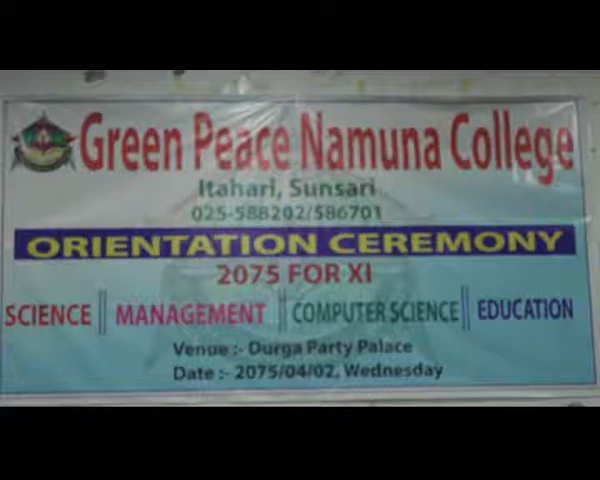 Green Peace Namuna College
Itahari, Sunsari
025-588202/586701
ORIENTATION CEREMONY
2075 FOR XI
SCIENCE || MANAGEMENT || COMPUTER SCIENCE || EDUCATION
Venue :- Durga Party Palace
Date :- 2075/04/02, Wednesday